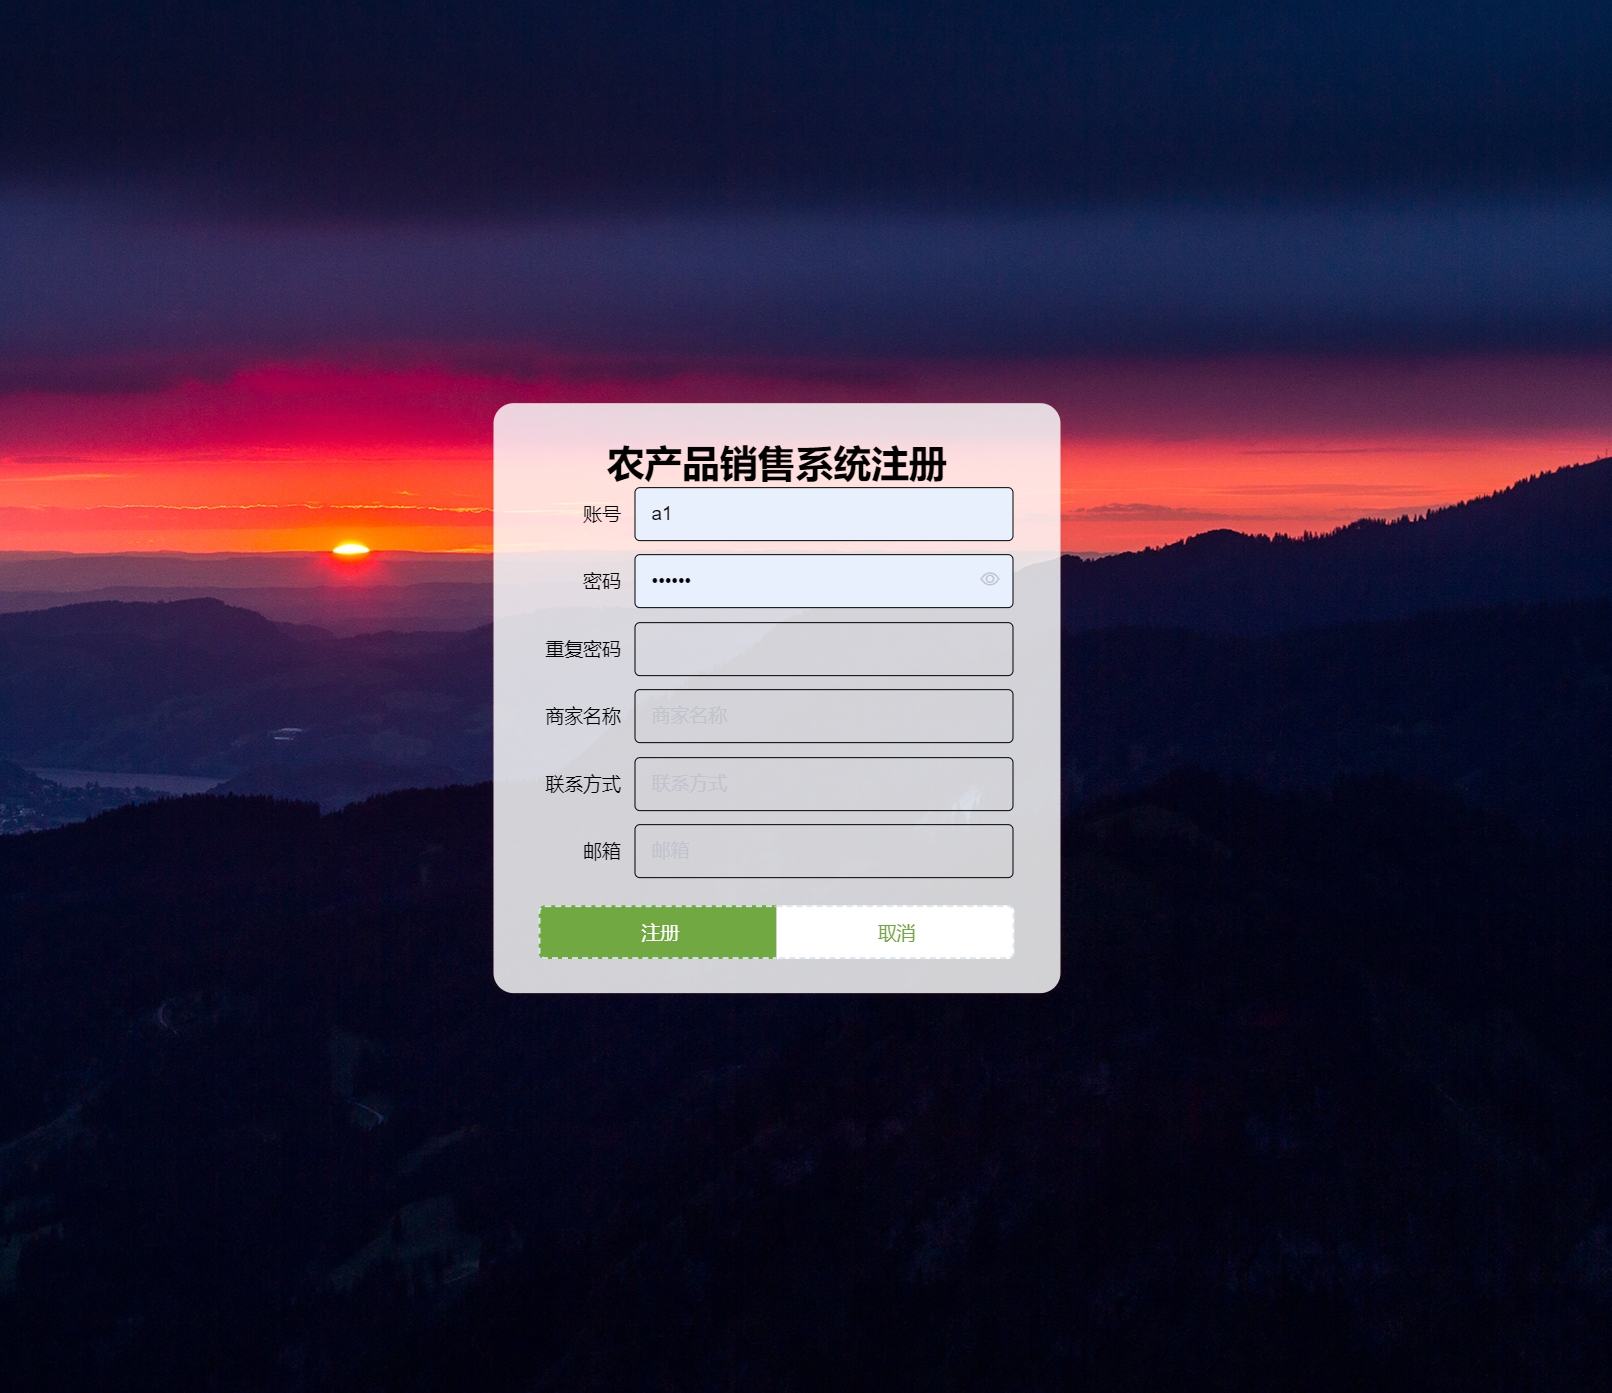 农产品销售系统注册
账号 a1
密码 ••••••
重复密码
商家名称 商家名称
联系方式 联系方式
邮箱 邮箱
注册 取消